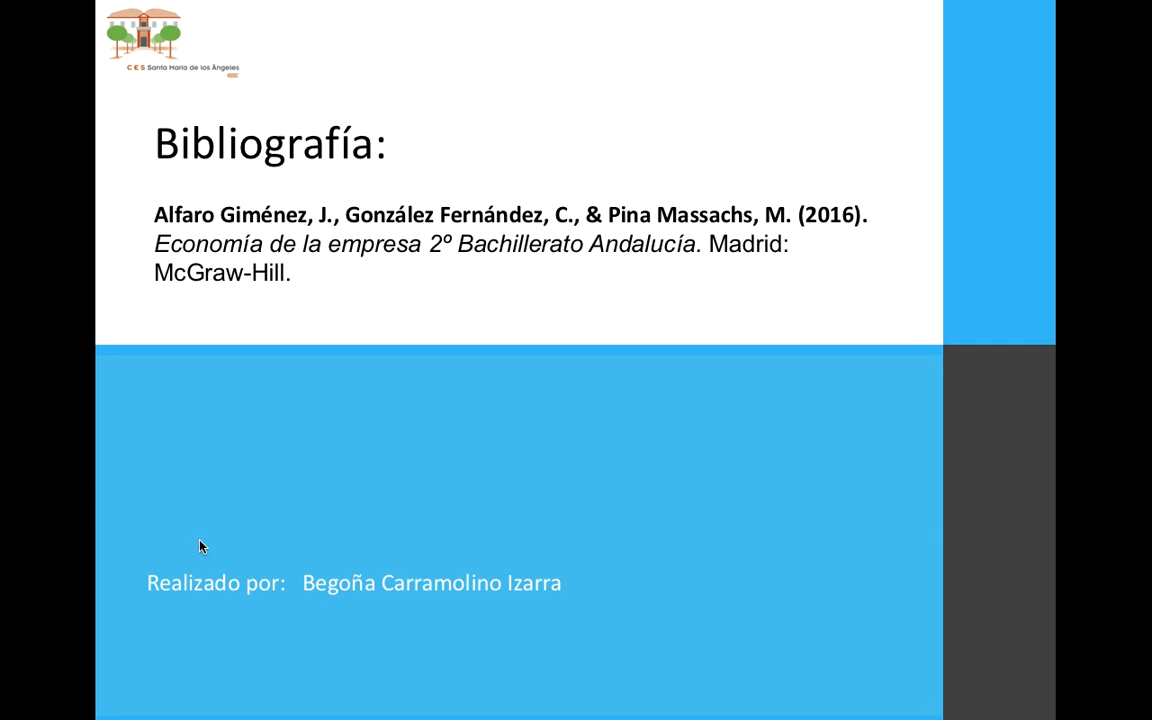 CES Santa María de los Ángeles
Bibliografía:
Alfaro Giménez, J., González Fernández, C., & Pina Massachs, M. (2016).
Economía de la empresa 2º Bachillerato Andalucía. Madrid:
McGraw-Hill.
Realizado por: Begoña Carramolino Izarra